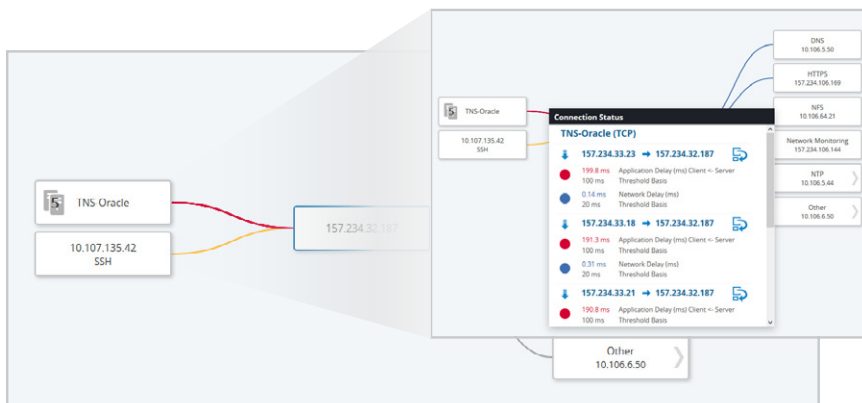 5
TNS-Oracle
10.107.135.42
SSH
157.234.32.187
Other
10.106.6.50
5
TNS-Oracle
10.107.135.42
SSH
DNS
10.106.5.50
HTTPS
157.234.106.169
NFS
10.106.64.21
Network Monitoring
157.234.106.144
NTP
10.106.5.44
Other
10.106.6.50
Connection Status
TNS-Oracle (TCP)
157.234.33.23 → 157.234.32.187
199.8 ms Application Delay (ms) Client <- Server
100 ms Threshold Basis
0.14 ms Network Delay (ms)
20 ms Threshold Basis
157.234.33.18 → 157.234.32.187
191.3 ms Application Delay (ms) Client <- Server
100 ms Threshold Basis
0.31 ms Network Delay (ms)
20 ms Threshold Basis
157.234.33.21 → 157.234.32.187
190.8 ms Application Delay (ms) Client <- Server
100 ms Threshold Basis